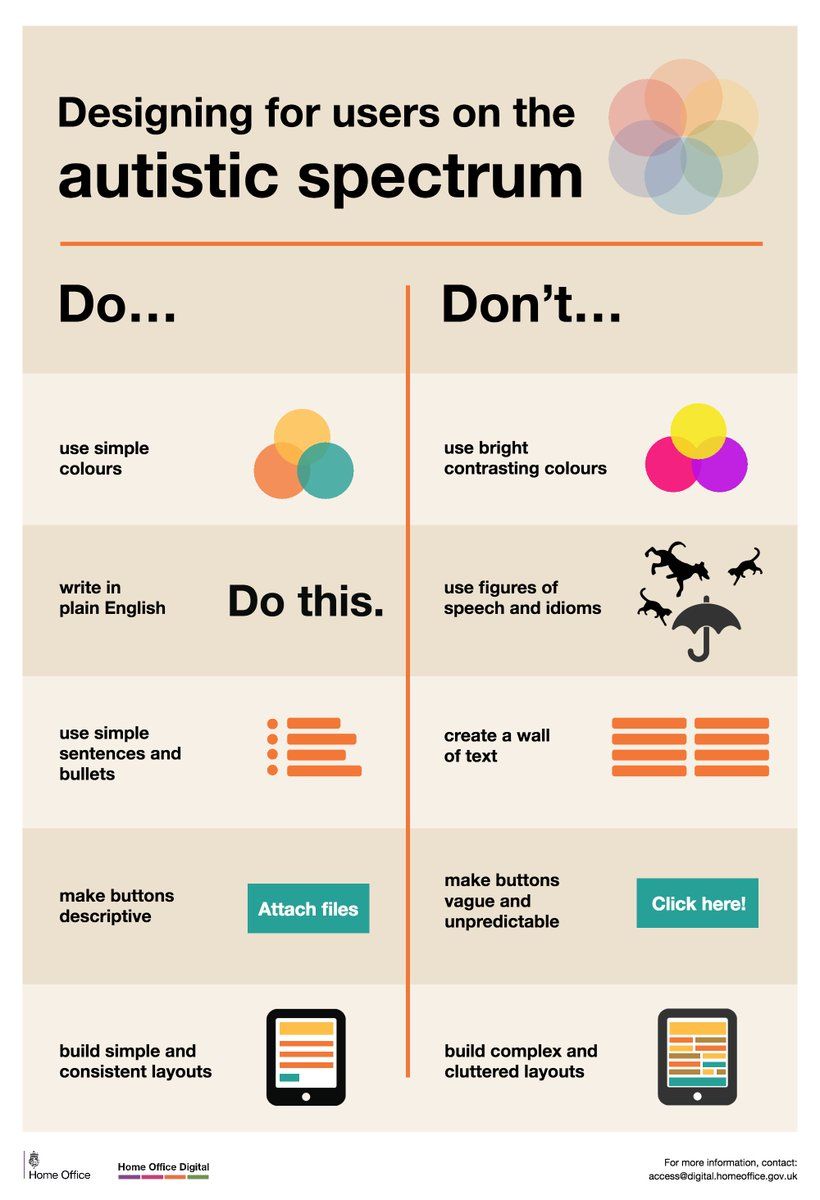 Designing for users on the
autistic spectrum
Do...
Don't...
use simple
colours
use bright
contrasting colours
write in
plain English
Do this.
use figures of
speech and idioms
use simple
sentences and
bullets
create a wall
of text
make buttons
descriptive
Attach files
make buttons
vague and
unpredictable
Click here!
build simple and
consistent layouts
build complex and
cluttered layouts
Home Office
Home Office Digital
For more information, contact:
access@digital.homeoffice.gov.uk